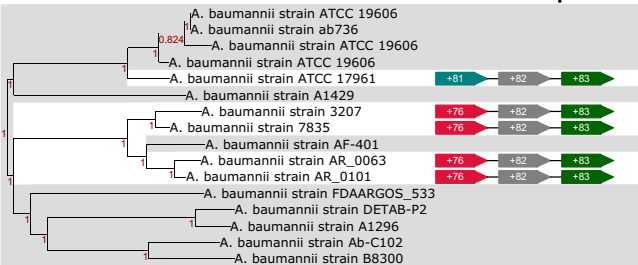 A. baumannii strain ATCC 19606
A. baumannii strain ab736
A. baumannii strain ATCC 19606
A. baumannii strain ATCC 19606
A. baumannii strain ATCC 17961 +81 +82 +83
A. baumannii strain A1429
A. baumannii strain 3207 +76 +82 +83
A. baumannii strain 7835 +76 +82 +83
A. baumannii strain AF-401
A. baumannii strain AR_0063 +76 +82 +83
A. baumannii strain AR_0101 +76 +82 +83
A. baumannii strain FDAARGOS_533
A. baumannii strain DETAB-P2
A. baumannii strain A1296
A. baumannii strain Ab-C102
A. baumannii strain B8300
1
0.824
1
1
1
1
1
1
1
1
1
1
1
1